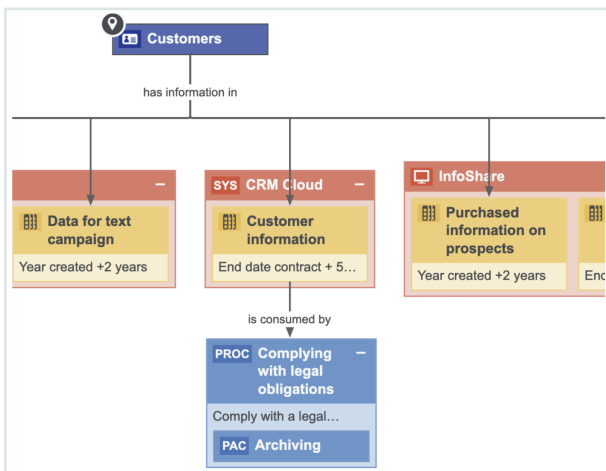 Customers
has information in
SYS CRM Cloud
InfoShare
Data for text
campaign
Year created +2 years
Customer
information
End date contract + 5…
Purchased
information on
prospects
Year created +2 years
End
is consumed by
PROC Complying
with legal
obligations
Comply with a legal…
PAC Archiving